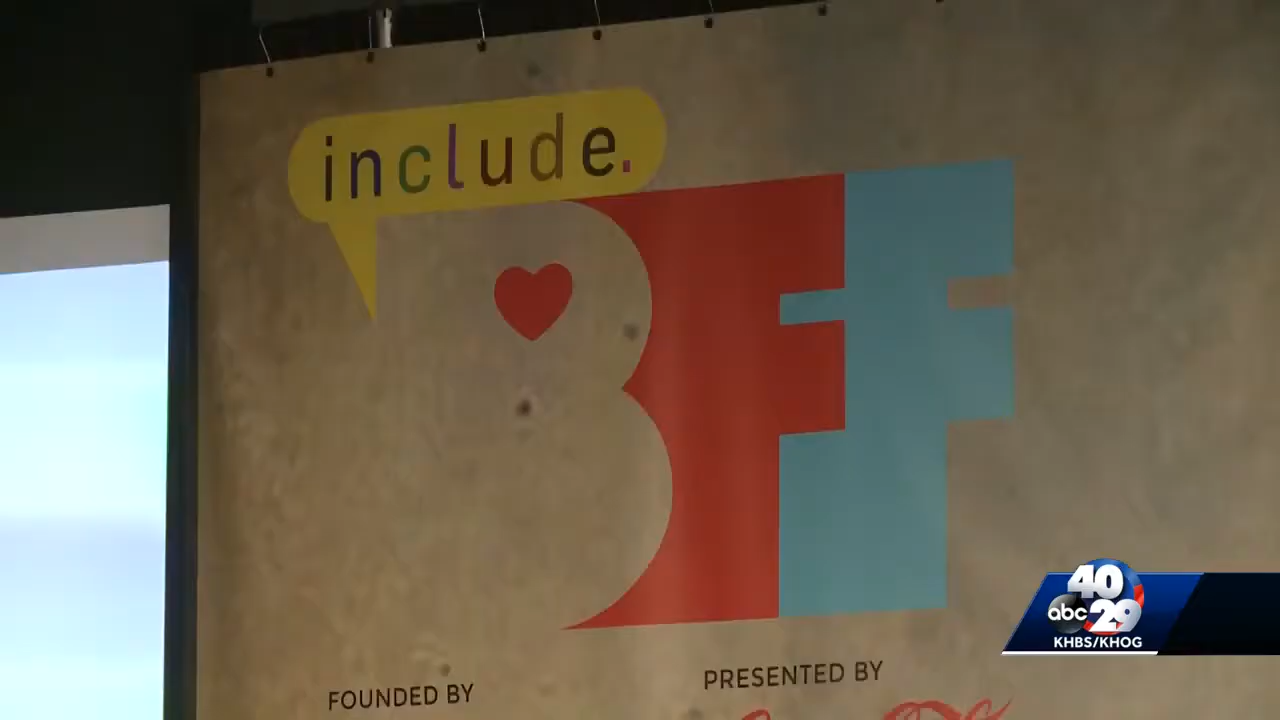 include.
BFF
FOUNDED BY
PRESENTED BY
40
abc 29
KHBS/KHOG